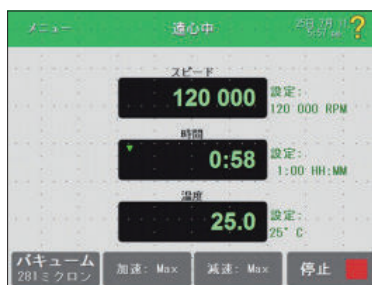 メニュー
遠心中
?
スピード
120 000
設定:
120 000 RPM
時間
0:58
設定:
1:00 HH:MM
温度
25.0
設定:
25° C
バキューム
281ミクロン
加速: Max
減速: Max
停止